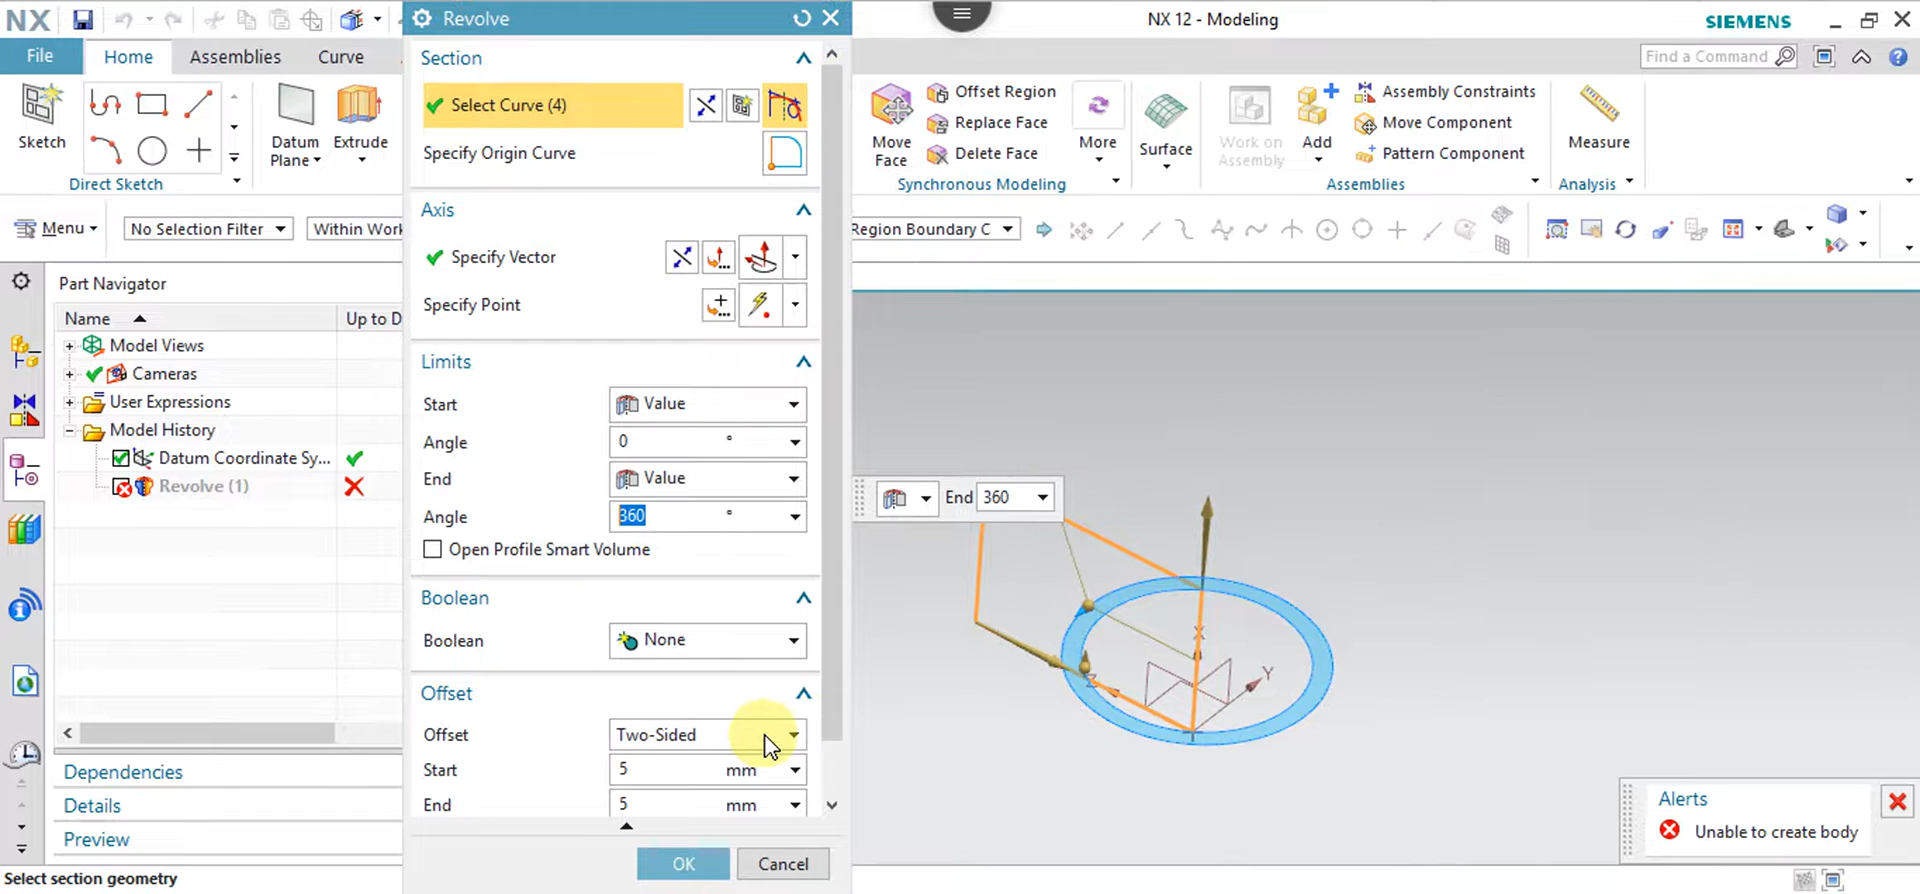 NX
Revolve
NX 12 - Modeling
SIEMENS
File
Home
Assemblies
Curve
Find a Command
Section
Select Curve (4)
Specify Origin Curve
Axis
Specify Vector
Specify Point
Limits
Start
Value
Angle
0 °
End
Value
Angle
360 °
Open Profile Smart Volume
Boolean
Boolean
None
Offset
Offset
Two-Sided
Start
5 mm
End
5 mm
OK
Cancel
Sketch
Direct Sketch
Datum
Plane
Extrude
Move
Face
Offset Region
Replace Face
Delete Face
More
Synchronous Modeling
Surface
Work on
Assembly
Add
Assembly Constraints
Move Component
Pattern Component
Assemblies
Measure
Analysis
Menu
No Selection Filter
Within Work
Region Boundary C
Part Navigator
Name
Up to D
Model Views
Cameras
User Expressions
Model History
Datum Coordinate Sy...
Revolve (1)
Dependencies
Details
Preview
Select section geometry
End 360
X
Y
Z
Alerts
Unable to create body